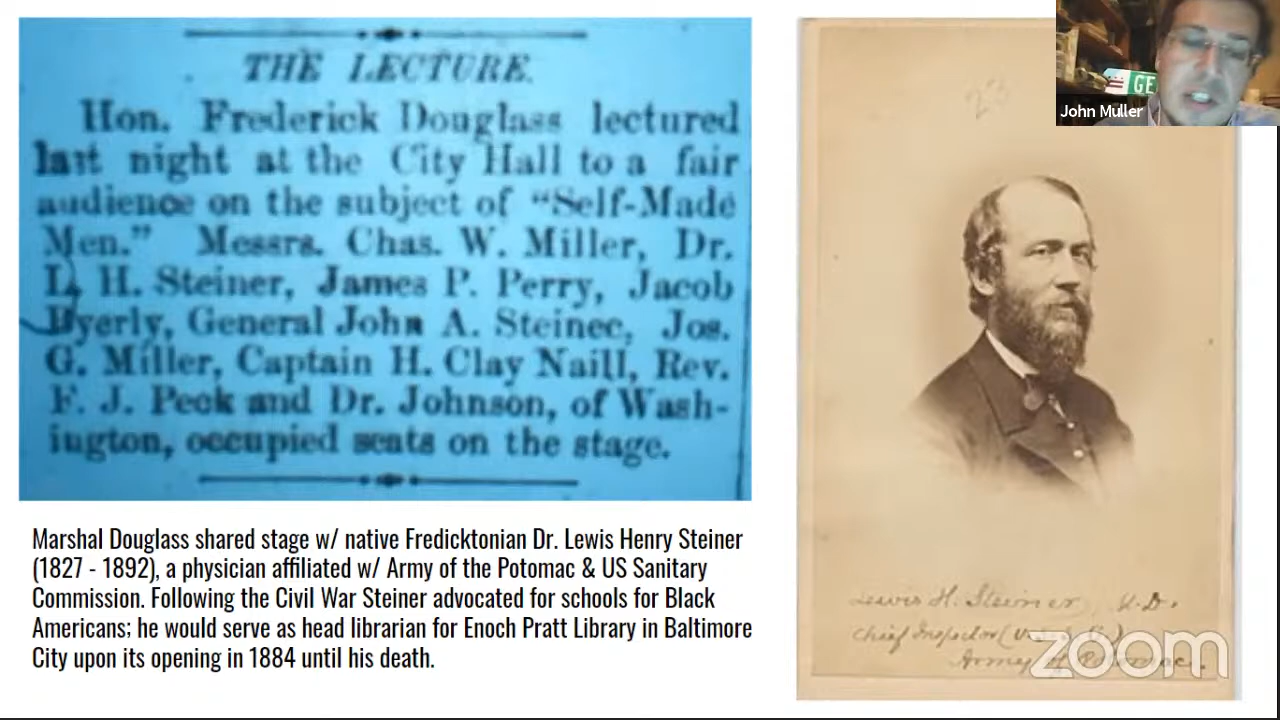 THE LECTURE.
Hon. Frederick Douglass lectured
last night at the City Hall to a fair
audience on the subject of “Self-Made
Men.” Messrs. Chas. W. Miller, Dr.
L. H. Steiner, James P. Perry, Jacob
Byerly, General John A. Steinec, Jos.
G. Miller, Captain H. Clay Naill, Rev.
F. J. Peck and Dr. Johnson, of Wash-
ington, occupied seats on the stage.
Marshal Douglass shared stage w/ native Fredicktonian Dr. Lewis Henry Steiner
(1827 - 1892), a physician affiliated w/ Army of the Potomac & US Sanitary
Commission. Following the Civil War Steiner advocated for schools for Black
Americans; he would serve as head librarian for Enoch Pratt Library in Baltimore
City upon its opening in 1884 until his death.
GE
John Muller
Lewis H. Steiner, M.D.
Chief Inspector
Army of Potomac.
zoom